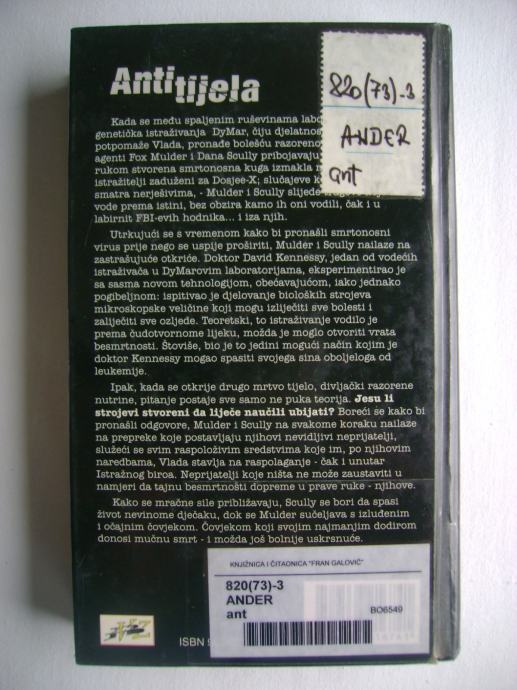 Anti
tijela
820(73)-3
ANDER
ant
Kada se među spaljenim ruševinama
genetička istraživanja DyMar, čiju djelatnost
potpomaže Vlada, pronađe bolešću razoreno
agenti Fox Mulder i Dana Scully pribojavaju
rukom stvorena smrtonosna kuga izmakla
istražitelji zaduženi za Dosjee-X; slučajeve
smatra nerješivima, - Mulder i Scully slijede
vode prema istini, bez obzira kamo ih oni vodili, čak i u
labirint FBI-evih hodnika... i iza njih.
Utrkujući se s vremenom kako bi pronašli smrtonosni
virus prije nego se uspije proširiti, Mulder i Scully nailaze na
zastrašujuće otkriće. Doktor David Kennessy, jedan od vodećih
istraživača u DyMarovim laboratorijama, eksperimentirao je
sa sasma novom tehnologijom, obećavajućom, iako jednako
pogibeljnom: ispitivao je djelovanje bioloških strojeva
mikroskopske veličine koji mogu izliječiti sve bolesti i
zaliječiti sve ozljede. Teoretski, to istraživanje vodilo je
prema čudotvornome lijeku, možda je moglo otvoriti vrata
besmrtnosti. Štoviše, bio je to jedini mogući način kojim je
doktor Kennessy mogao spasiti svojega sina oboljeloga od
leukemije.
Ipak, kada se otkrije drugo mrtvo tijelo, divljački razorene
nutrine, pitanje postaje sve samo ne puka teorija. Jesu li
strojevi stvoreni da liječe naučili ubijati? Boreći se kako bi
pronašli odgovore, Mulder i Scully na svakome koraku nailaze
na prepreke koje postavljaju njihovi nevidljivi neprijatelji,
služeći se svim raspoloživim sredstvima koje im, po njihovim
naredbama, Vlada stavlja na raspolaganje - čak i unutar
Istražnog biroa. Neprijatelji koje ništa ne može zaustaviti u
namjeri da tajnu besmrtnosti dopreme u prave ruke - njihove.
Kako se mračne sile približavaju, Scully se bori da spasi
život nevinome dječaku, dok se Mulder sučeljava s izluđenim
i očajnim čovjekom. Čovjekom koji svojim najmanjim dodirom
donosi mučnu smrt - i možda još bolnije uskrsnuće.
KNJIŽNICA I ČITAONICA "FRAN GALOVIĆ"
820(73)-3
ANDER
ant
BO6549
ISBN 9